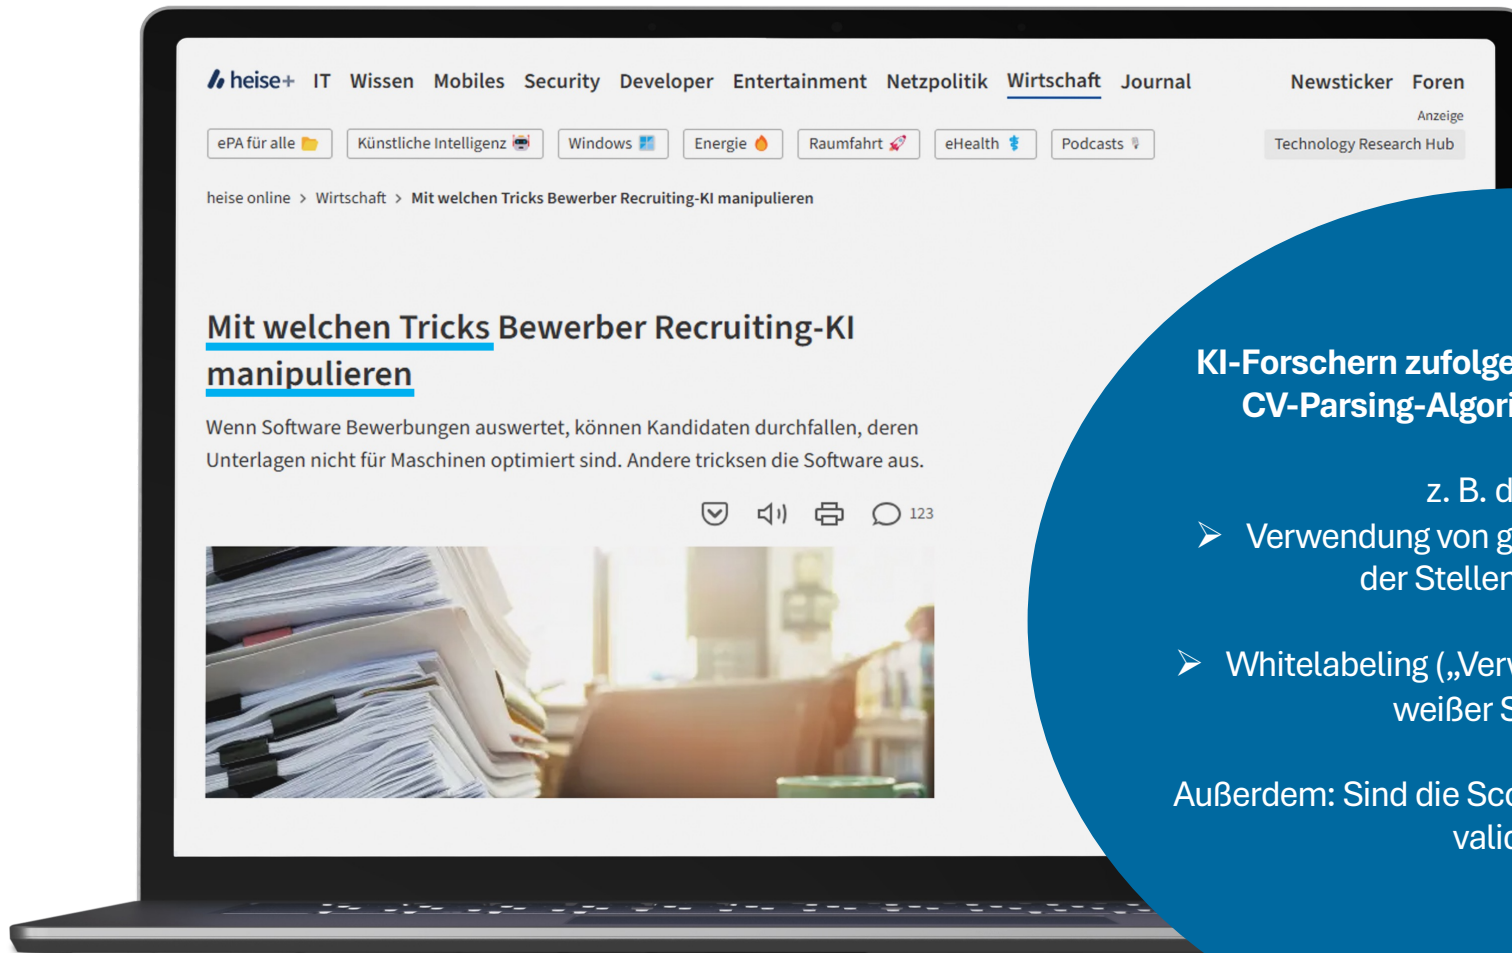 heise+ IT Wissen Mobiles Security Developer Entertainment Netzpolitik Wirtschaft Journal Newsticker Foren
Anzeige
ePA für alle Künstliche Intelligenz Windows Energie Raumfahrt eHealth Podcasts Technology Research Hub
heise online > Wirtschaft > Mit welchen Tricks Bewerber Recruiting-KI manipulieren
Mit welchen Tricks Bewerber Recruiting-KI
manipulieren
Wenn Software Bewerbungen auswertet, können Kandidaten durchfallen, deren
Unterlagen nicht für Maschinen optimiert sind. Andere tricksen die Software aus.
123
KI-Forschern zufolge
CV-Parsing-Algori
z. B. d
Verwendung von g
der Stellen
Whitelabeling („Verw
weißer S
Außerdem: Sind die Sco
valid